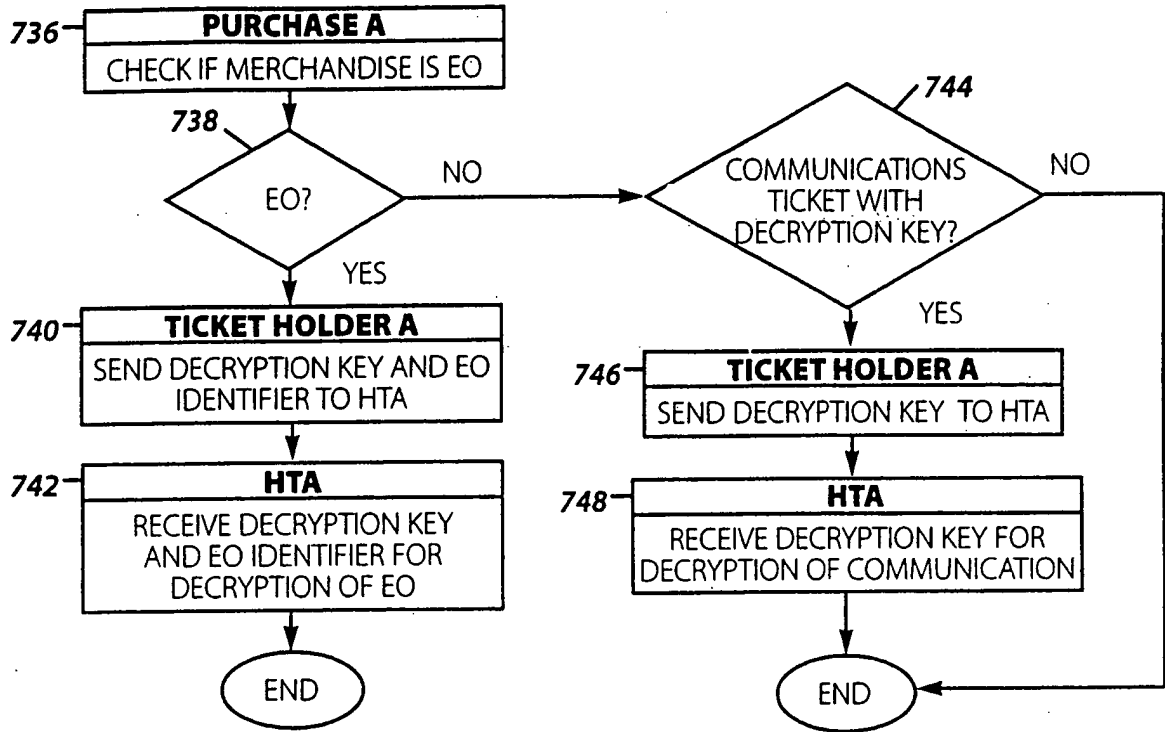 736
PURCHASE A
CHECK IF MERCHANDISE IS EO
738
EO?
NO
YES
744
COMMUNICATIONS
TICKET WITH
DECRYPTION KEY?
NO
YES
740
TICKET HOLDER A
SEND DECRYPTION KEY AND EO
IDENTIFIER TO HTA
742
HTA
RECEIVE DECRYPTION KEY
AND EO IDENTIFIER FOR
DECRYPTION OF EO
END
746
TICKET HOLDER A
SEND DECRYPTION KEY TO HTA
748
HTA
RECEIVE DECRYPTION KEY FOR
DECRYPTION OF COMMUNICATION
END